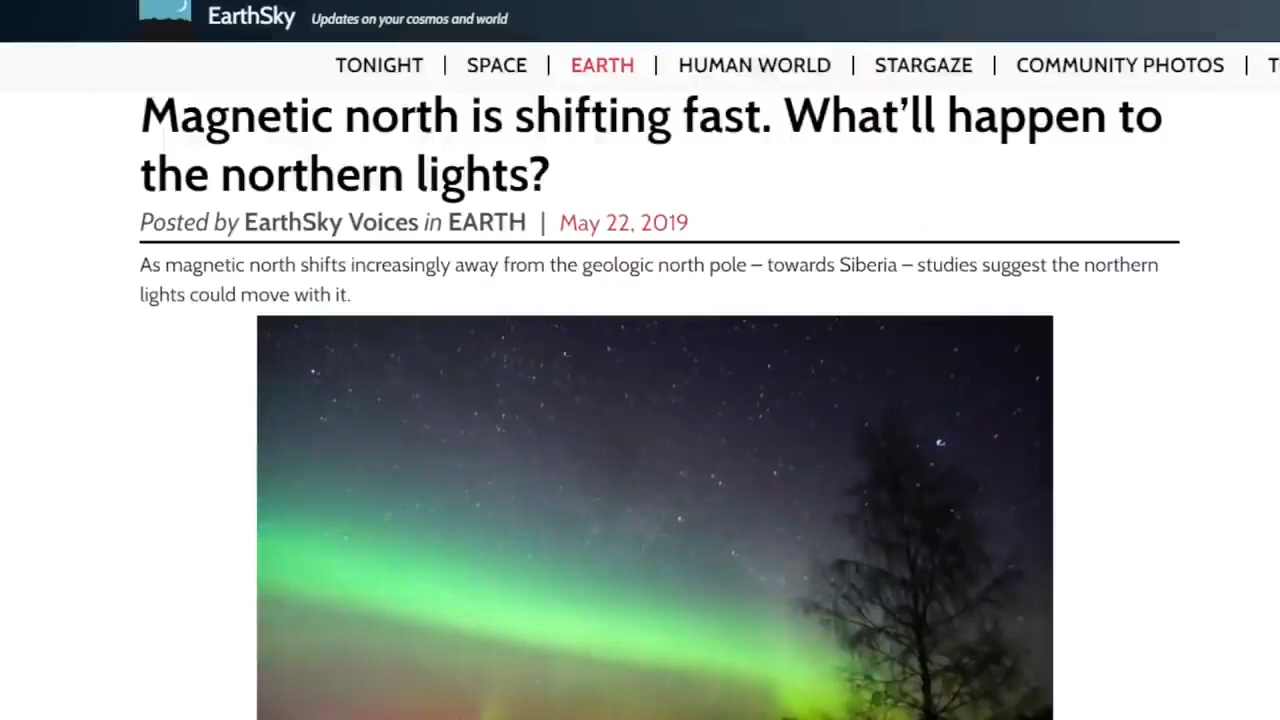 EarthSky Updates on your cosmos and world
TONIGHT | SPACE | EARTH | HUMAN WORLD | STARGAZE | COMMUNITY PHOTOS | T
Magnetic north is shifting fast. What’ll happen to
the northern lights?
Posted by EarthSky Voices in EARTH | May 22, 2019
As magnetic north shifts increasingly away from the geologic north pole – towards Siberia – studies suggest the northern
lights could move with it.